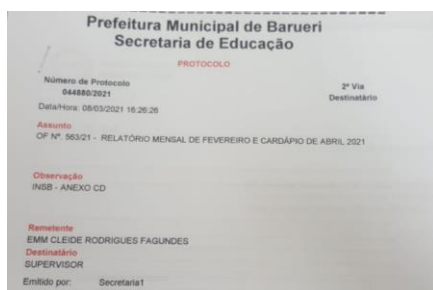 Prefeitura Municipal de Barueri
Secretaria de Educação
PROTOCOLO
Número de Protocolo
044880/2021
2ª Via
Destinatário
Data/Hora: 08/03/2021 16:26:26
Assunto
OF Nº. 563/21 - RELATÓRIO MENSAL DE FEVEREIRO E CARDÁPIO DE ABRIL 2021
Observação
INSB - ANEXO CD
Remetente
EMM CLEIDE RODRIGUES FAGUNDES
Destinatário
SUPERVISOR
Emitido por: Secretaria1